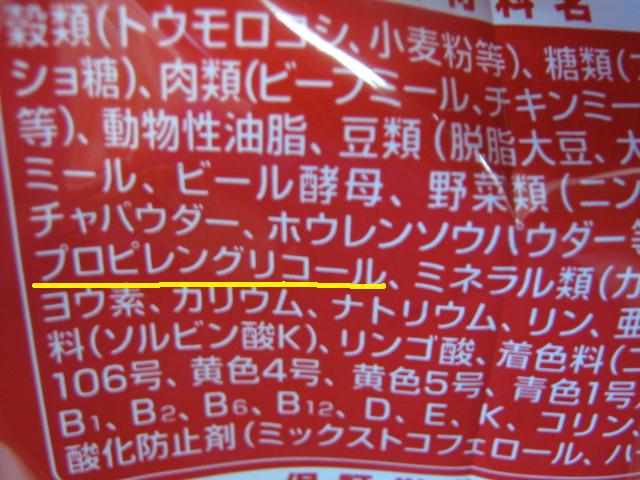 材料名
穀類(トウモロコシ、小麦粉等)、糖類(
ショ糖)、肉類(ビーフミール、チキンミー
等)、動物性油脂、豆類(脱脂大豆、大
ミール、ビール酵母、野菜類(ニン
チャパウダー、ホウレンソウパウダー等
プロピレングリコール、ミネラル類(カ
ヨウ素、カリウム、ナトリウム、リン、亜
料(ソルビン酸K)、リンゴ酸、着色料(
106号、黄色4号、黄色5号、青色1号
B1、B2、B6、B12、D、E、K、コリン、
酸化防止剤(ミックストコフェロール、ハ